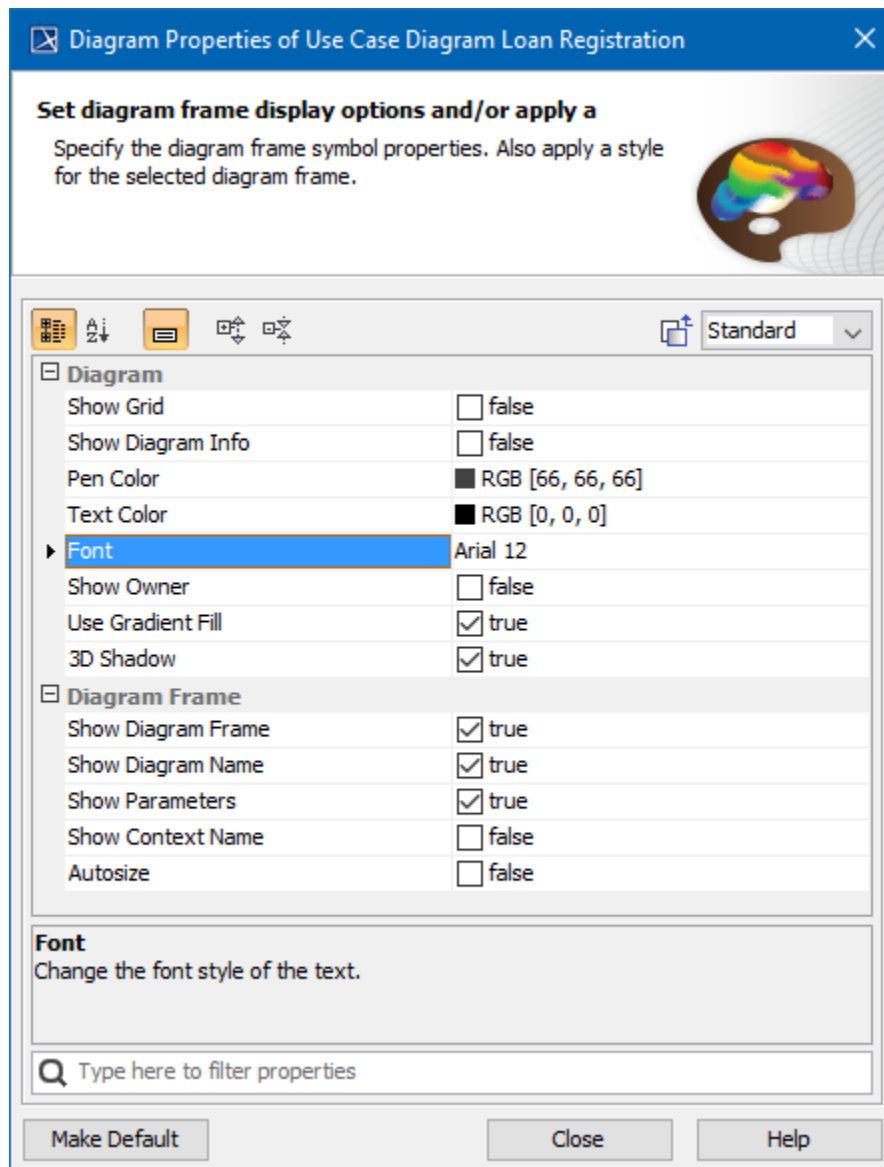 Diagram Properties of Use Case Diagram Loan Registration
Set diagram frame display options and/or apply a
Specify the diagram frame symbol properties. Also apply a style
for the selected diagram frame.
Standard
Diagram
Show Grid false
Show Diagram Info false
Pen Color RGB [66, 66, 66]
Text Color RGB [0, 0, 0]
Font Arial 12
Show Owner false
Use Gradient Fill true
3D Shadow true
Diagram Frame
Show Diagram Frame true
Show Diagram Name true
Show Parameters true
Show Context Name false
Autosize false
Font
Change the font style of the text.
Type here to filter properties
Make Default Close Help